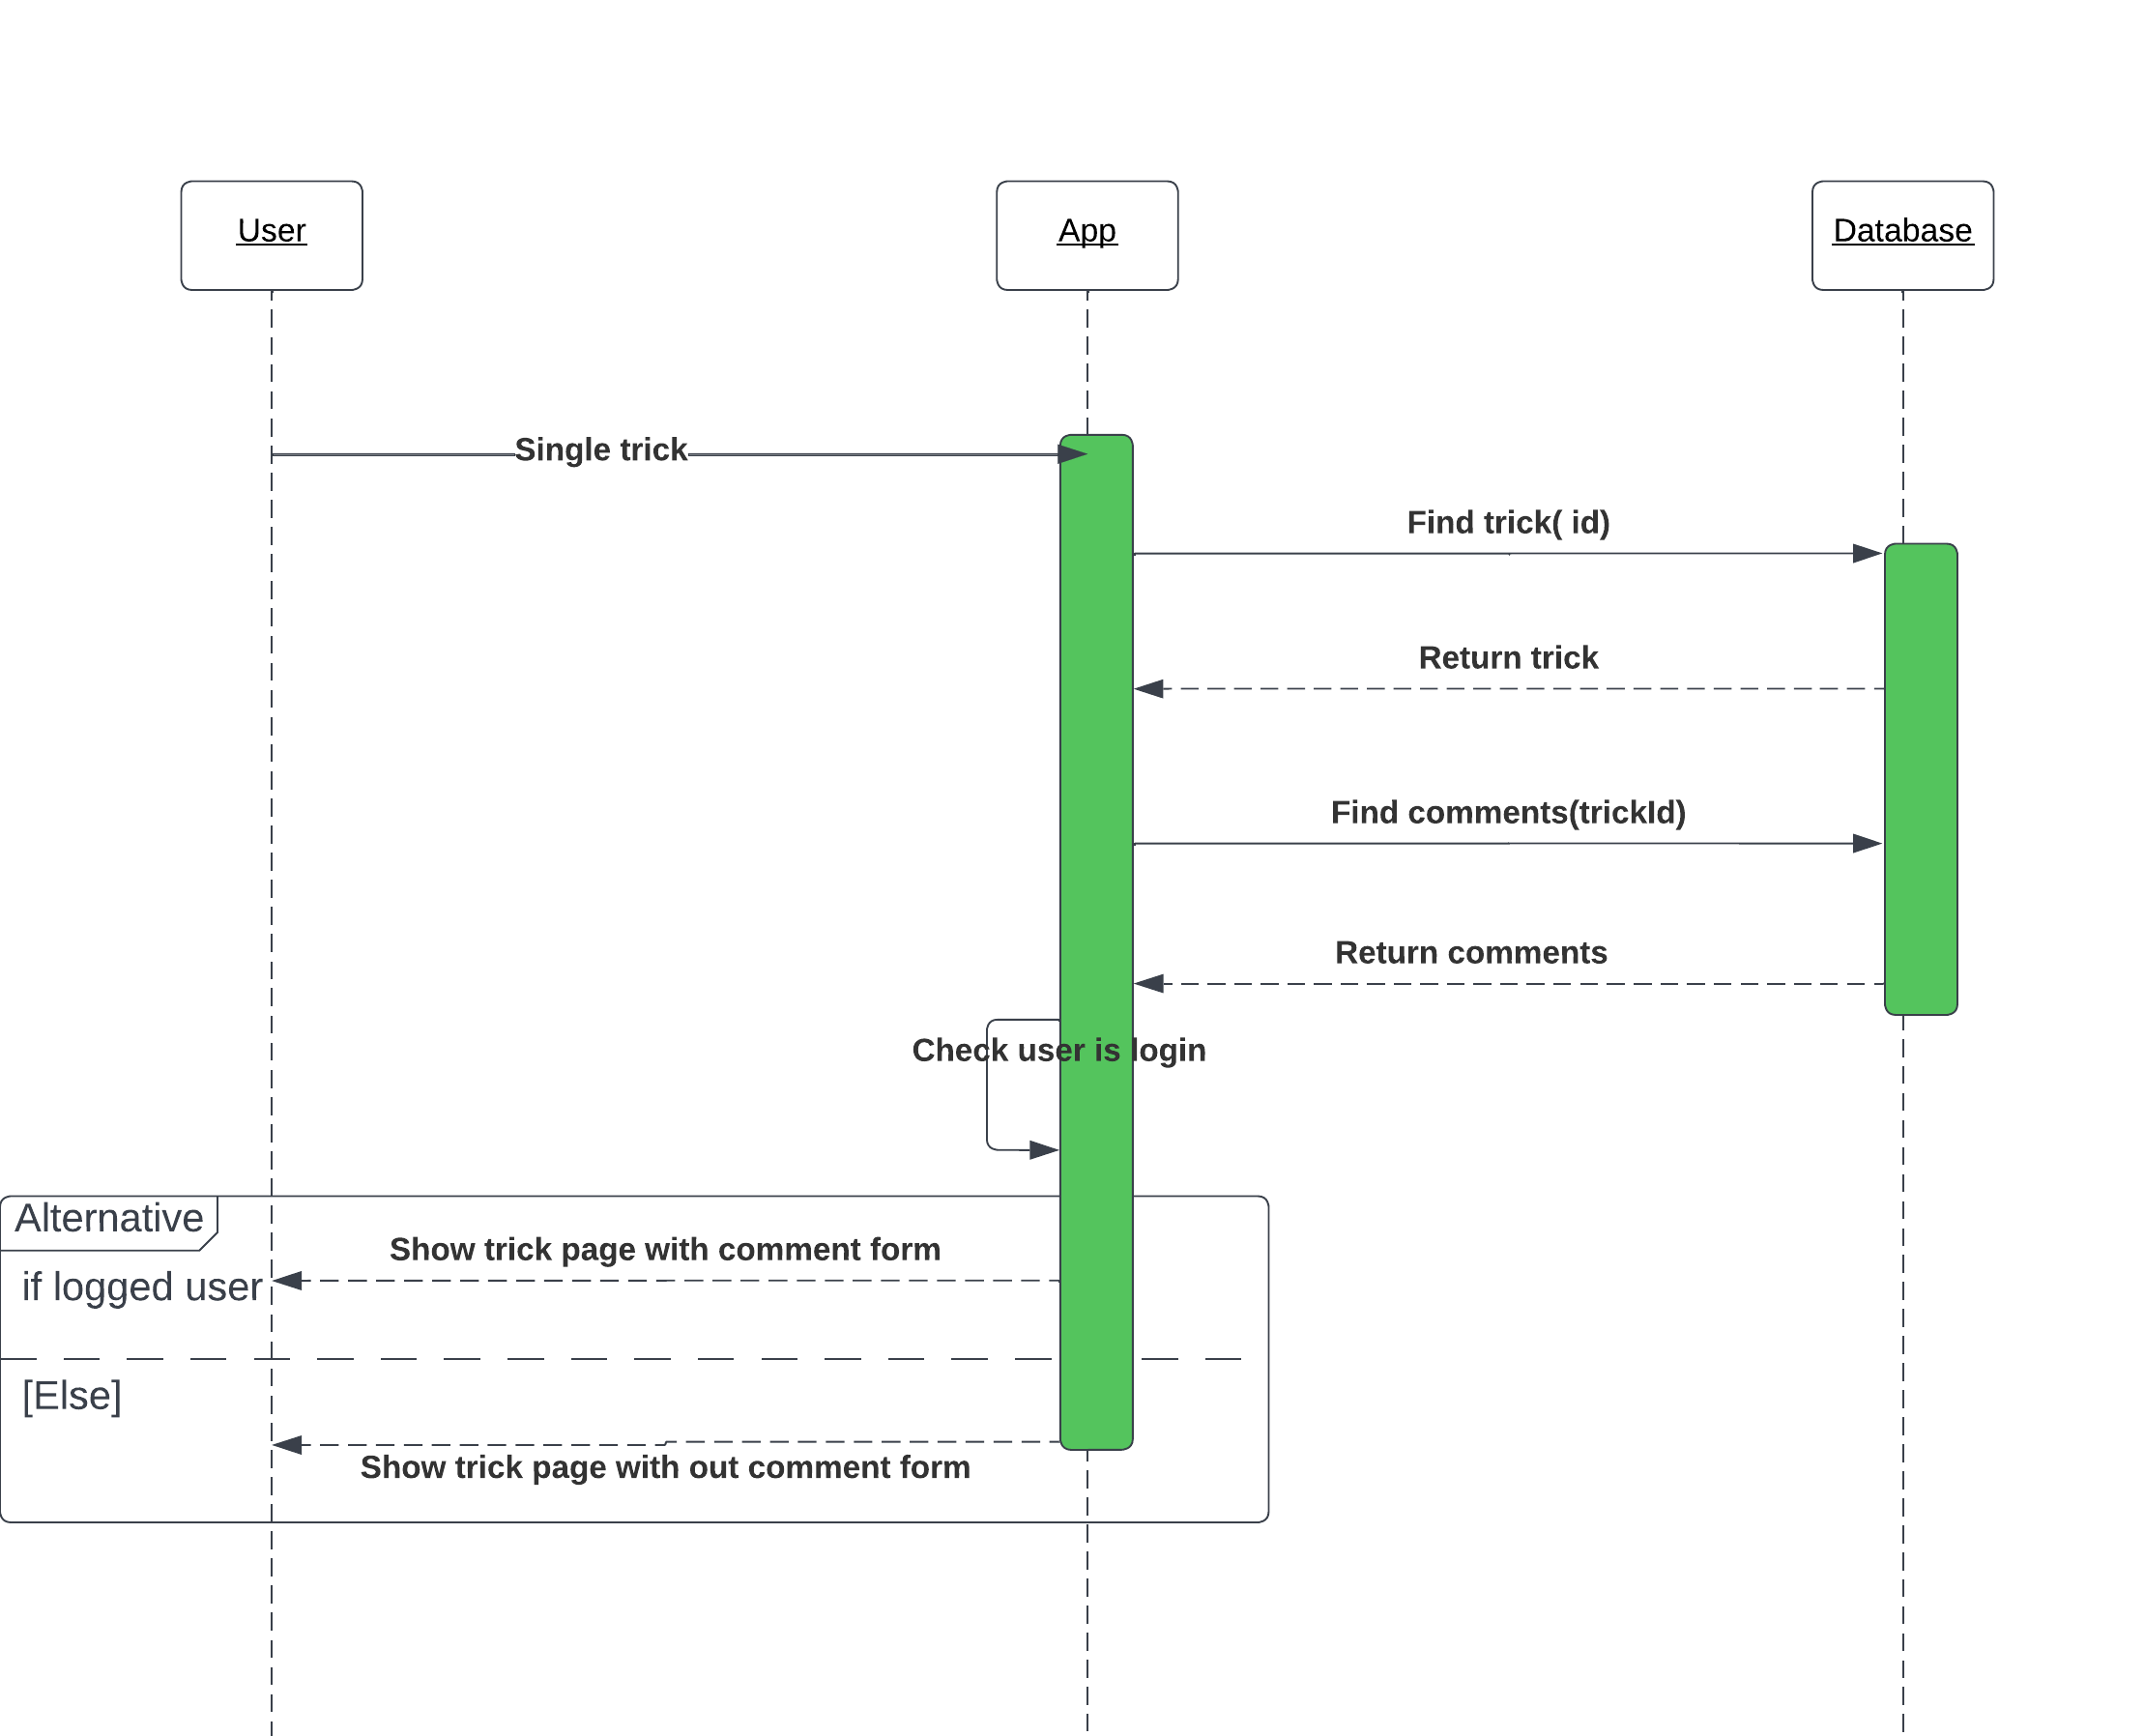 User
App
Database
Single trick
Find trick( id)
Return trick
Find comments(trickId)
Return comments
Check user is login
Alternative
Show trick page with comment form
if logged user
[Else]
Show trick page with out comment form